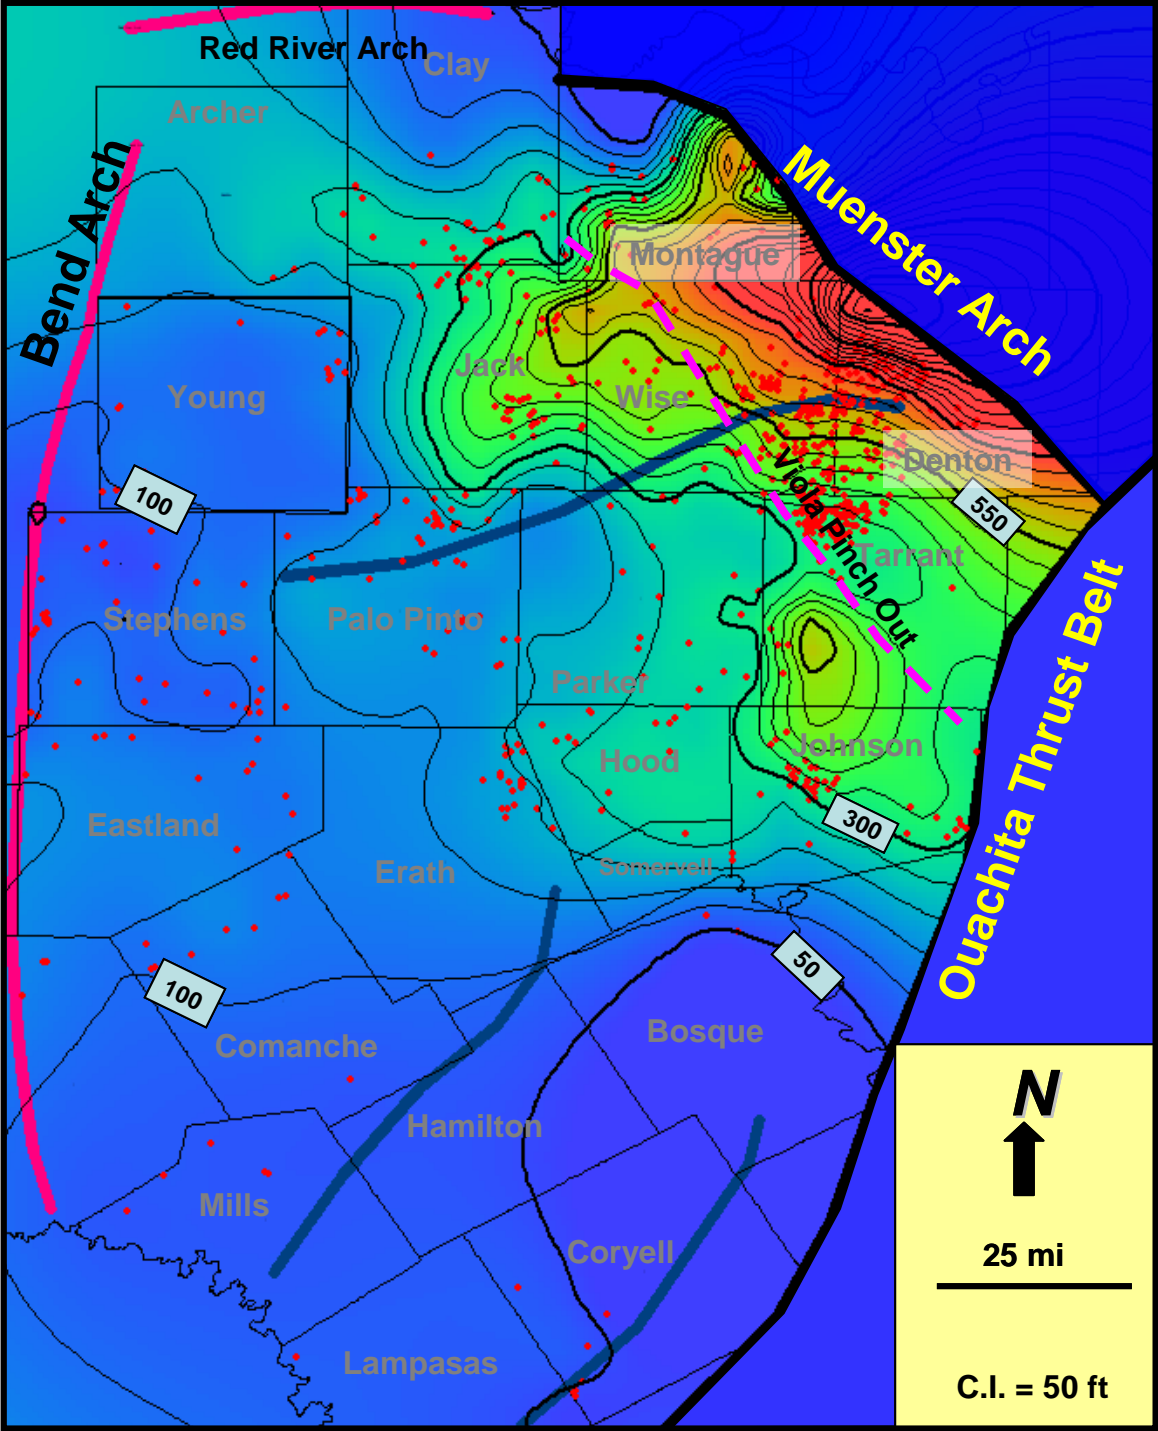 Red River Arch
Clay
Archer
Bend Arch
Muenster Arch
Montague
Jack
Young
Wise
Denton
100
Viola Pinch Out
550
Tarrant
Stephens
Palo Pinto
Parker
Johnson
Hood
Ouachita Thrust Belt
Eastland
300
Erath
Somervell
50
100
Bosque
Comanche
Hamilton
N
Mills
Coryell
25 mi
Lampasas
C.I. = 50 ft